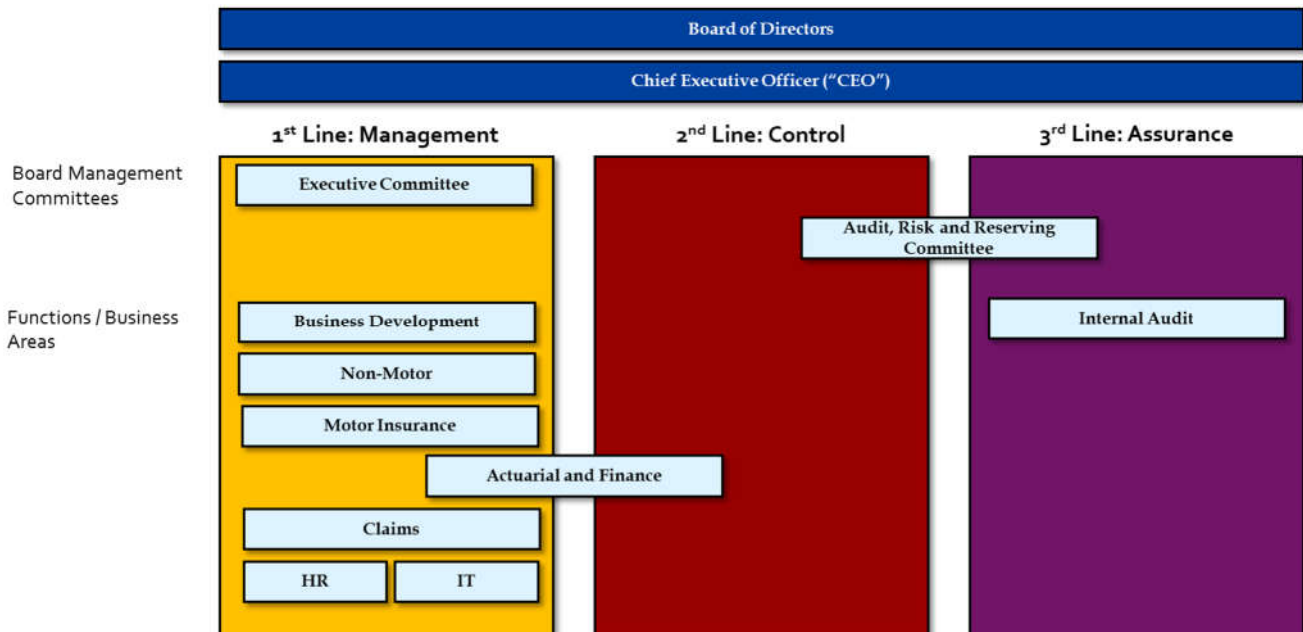 Board of Directors
Chief Executive Officer (“CEO”)
1st Line: Management
2nd Line: Control
3rd Line: Assurance
Board Management
Committees
Executive Committee
Audit, Risk and Reserving
Committee
Functions / Business
Areas
Business Development
Internal Audit
Non-Motor
Motor Insurance
Actuarial and Finance
Claims
HR
IT